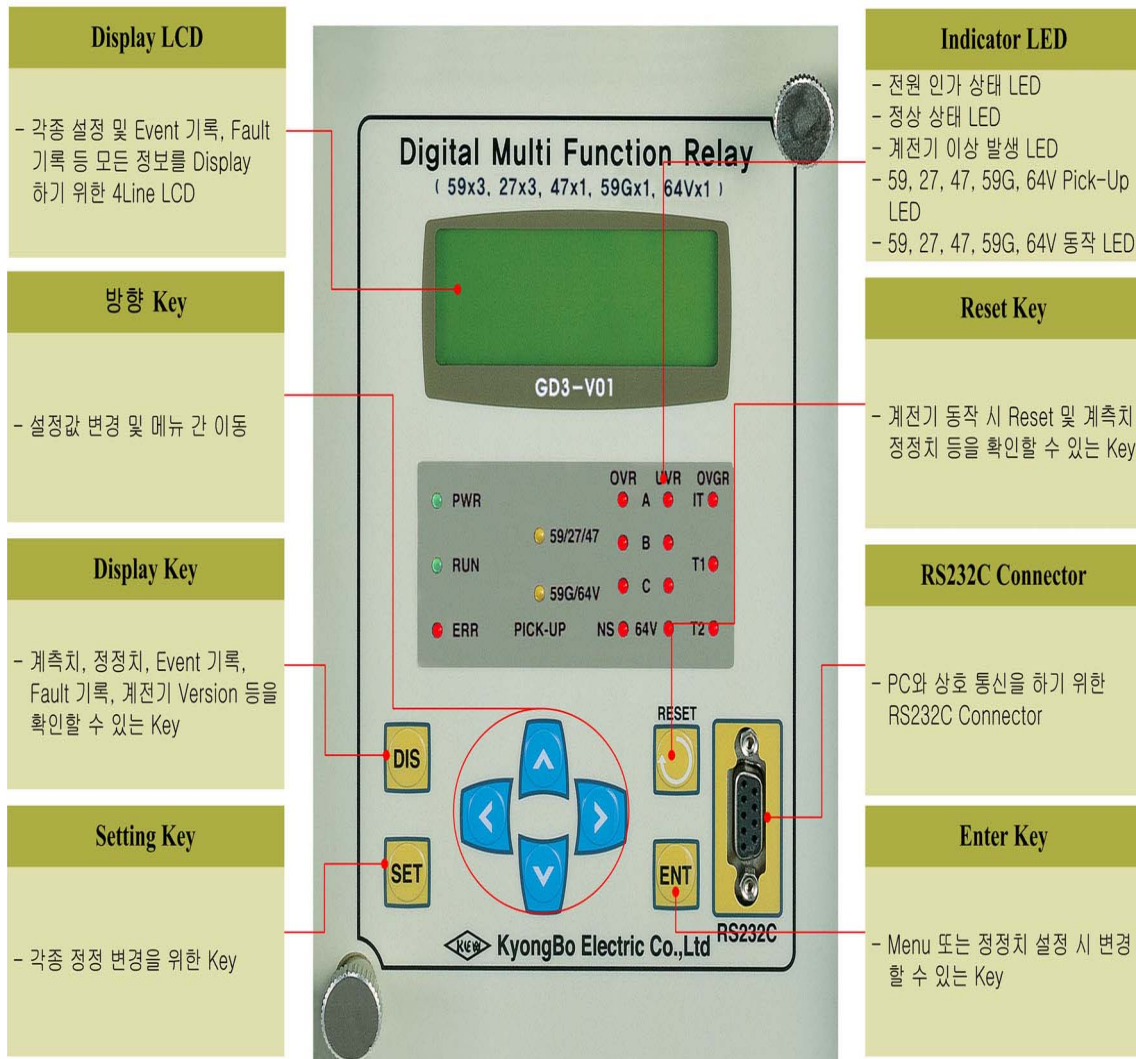 Display LCD
- 각종 설정 및 Event 기록, Fault
기록 등 모든 정보를 Display
하기 위한 4Line LCD
방향 Key
- 설정값 변경 및 메뉴 간 이동
Display Key
- 계측치, 정정치, Event 기록,
Fault 기록, 계전기 Version 등을
확인할 수 있는 Key
Setting Key
- 각종 정정 변경을 위한 Key
Digital Multi Function Relay
( 59x3, 27x3, 47x1, 59Gx1, 64Vx1 )
GD3-V01
OVR UVR OVGR
PWR A IT
59/27/47 B
RUN T1
59G/64V C
ERR PICK-UP NS 64V T2
RESET
DIS
SET
ENT
RS232C
KEW KyongBo Electric Co.,Ltd
Indicator LED
- 전원 인가 상태 LED
- 정상 상태 LED
- 계전기 이상 발생 LED
- 59, 27, 47, 59G, 64V Pick-Up
LED
- 59, 27, 47, 59G, 64V 동작 LED
Reset Key
- 계전기 동작 시 Reset 및 계측치
정정치 등을 확인할 수 있는 Key
RS232C Connector
- PC와 상호 통신을 하기 위한
RS232C Connector
Enter Key
- Menu 또는 정정치 설정 시 변경
할 수 있는 Key